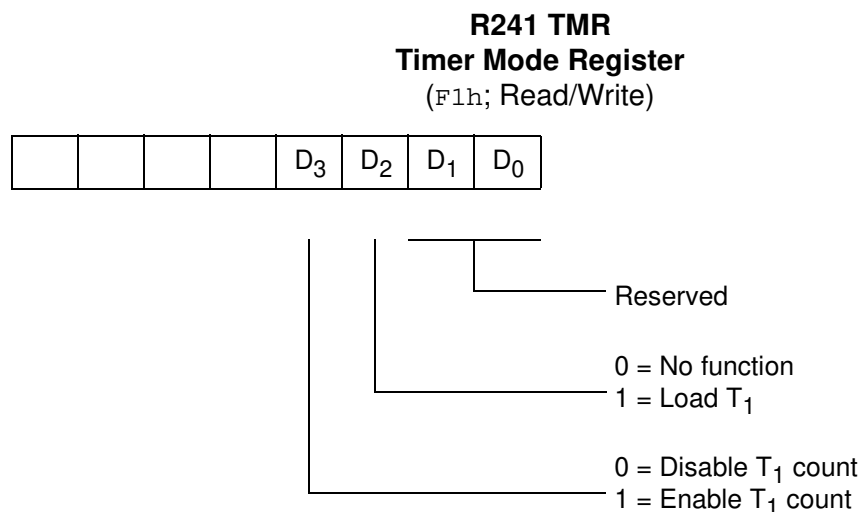 R241 TMR
Timer Mode Register
(F1h; Read/Write)
D3 D2 D1 D0
Reserved
0 = No function
1 = Load T1
0 = Disable T1 count
1 = Enable T1 count